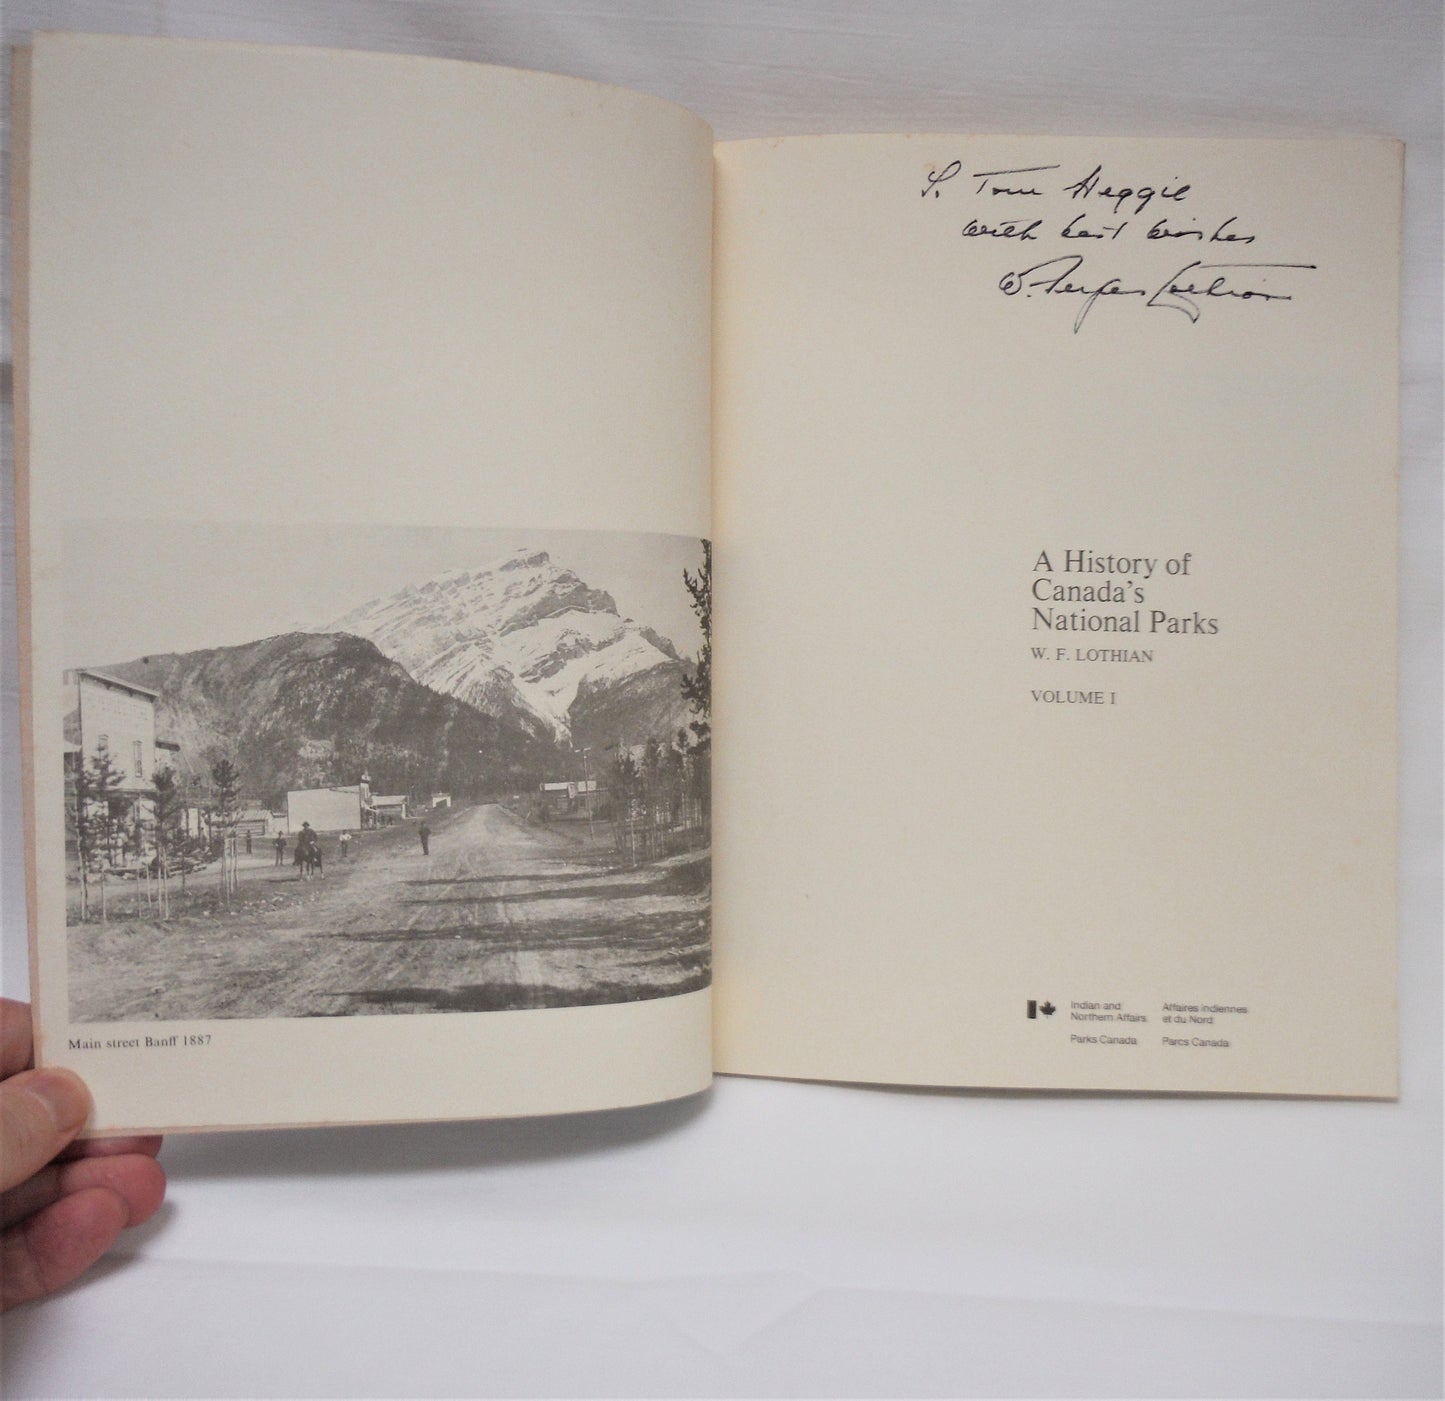 Main street Banff 1887
S. Tom Heggie
with best wishes
W. Fergus Lothian
A History of
Canada's
National Parks
W. F. LOTHIAN
VOLUME I
Indian and
Northern Affairs
Parks Canada
Affaires indiennes
et du Nord
Parcs Canada